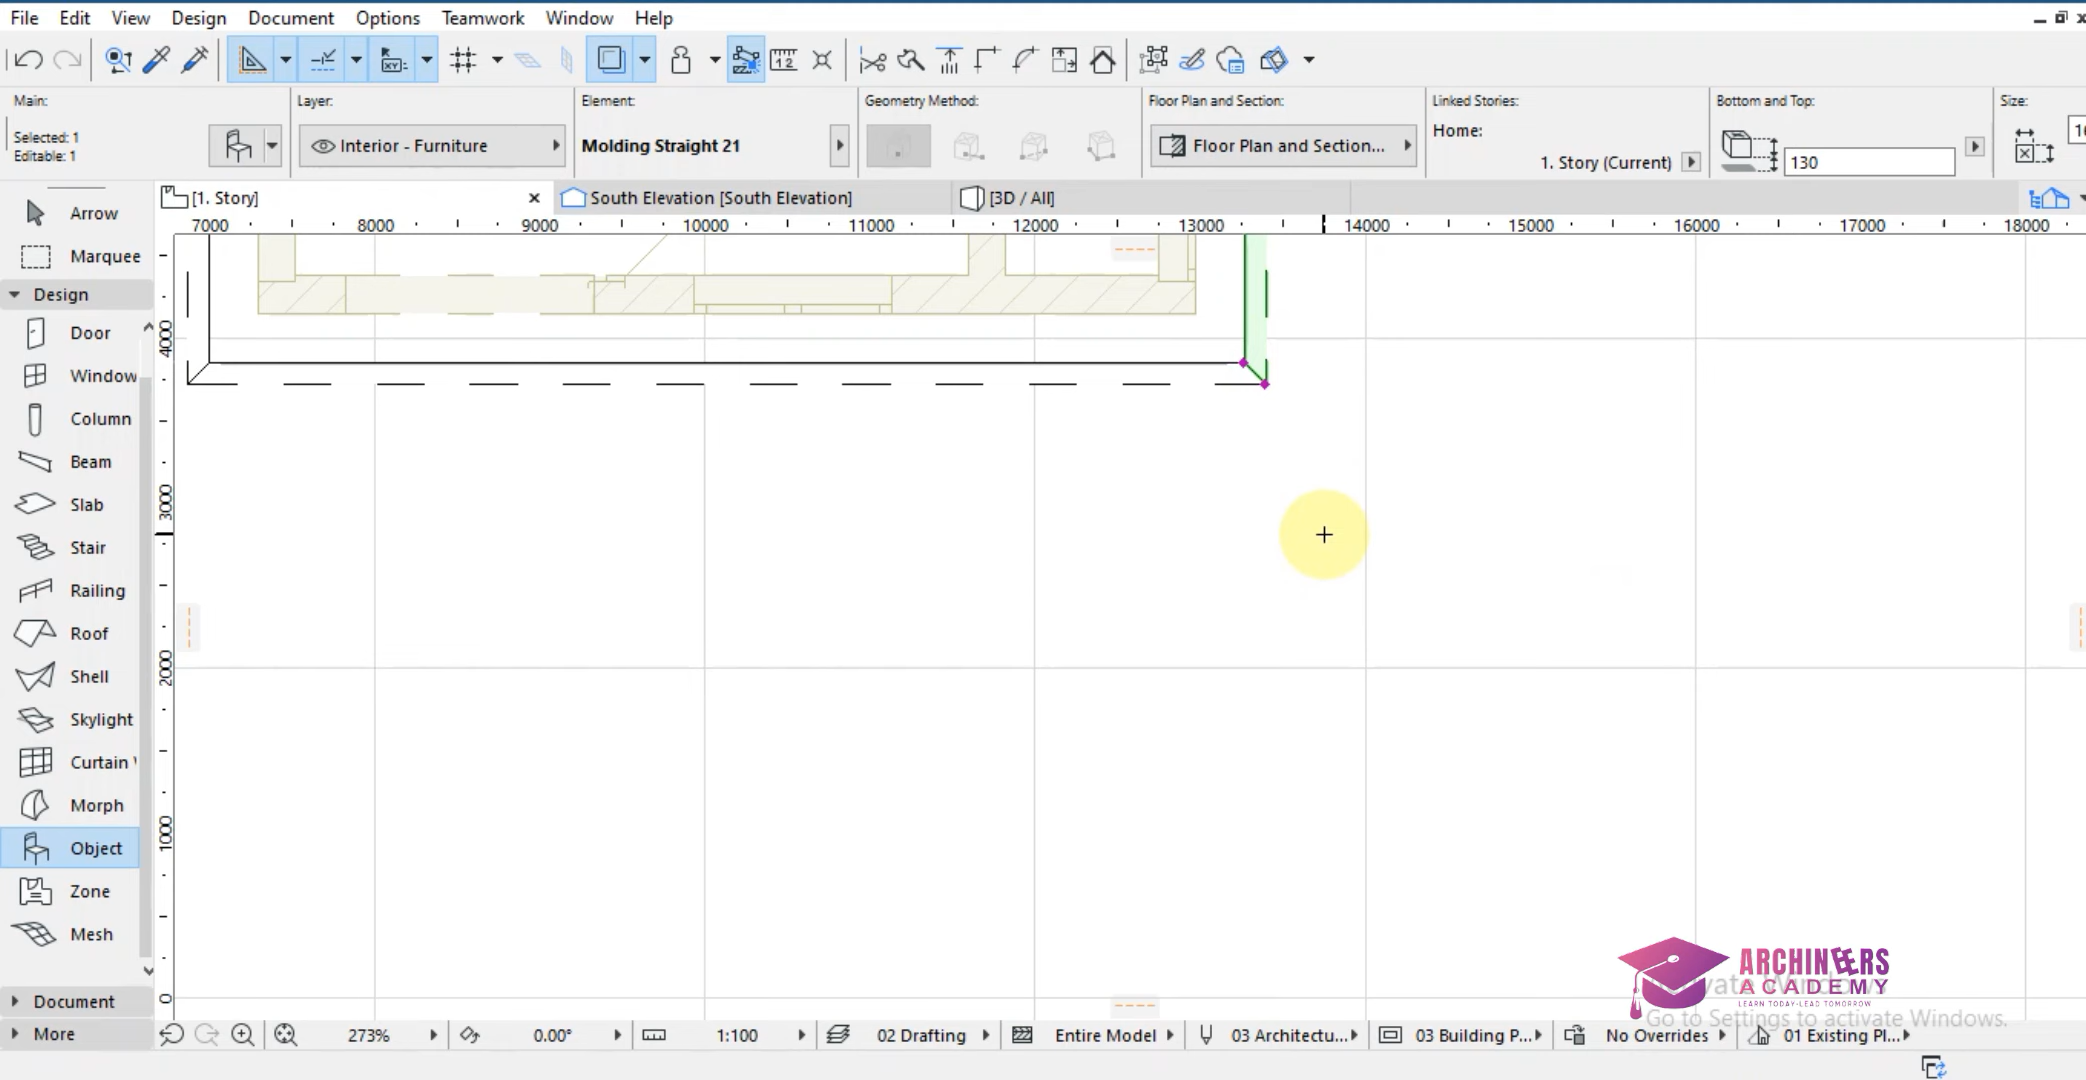 File Edit View Design Document Options Teamwork Window Help
Main: Layer: Element: Geometry Method: Floor Plan and Section: Linked Stories: Bottom and Top: Size:
Selected: 1
Editable: 1
Interior - Furniture
Molding Straight 21
Floor Plan and Section...
Home:
1. Story (Current)
130
[1. Story] South Elevation [South Elevation] [3D / All]
7000 8000 9000 10000 11000 12000 13000 14000 15000 16000 17000 18000
4000
3000
2000
1000
0
Arrow
Marquee
Design
Door
Window
Column
Beam
Slab
Stair
Railing
Roof
Shell
Skylight
Curtain
Morph
Object
Zone
Mesh
Document
More
ARCHINEERS
ACADEMY
LEARN TODAY-LEAD TOMORROW
Go to Settings to activate Windows.
273% 0.00° 1:100 02 Drafting Entire Model 03 Architectu... 03 Building P... No Overrides 01 Existing Pl...